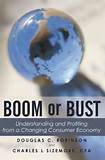 BOOM or BUST
Understanding and Profiting
from a Changing Consumer Economy
DOUGLAS C. ROBINSON
and
CHARLES L SIZEMORE, CFA